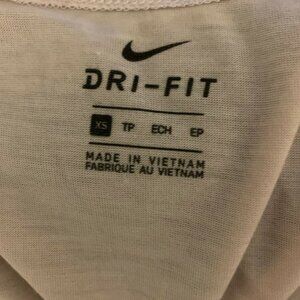 DRI-FIT
XS TP ECH EP
MADE IN VIETNAM
FABRIQUE AU VIETNAM